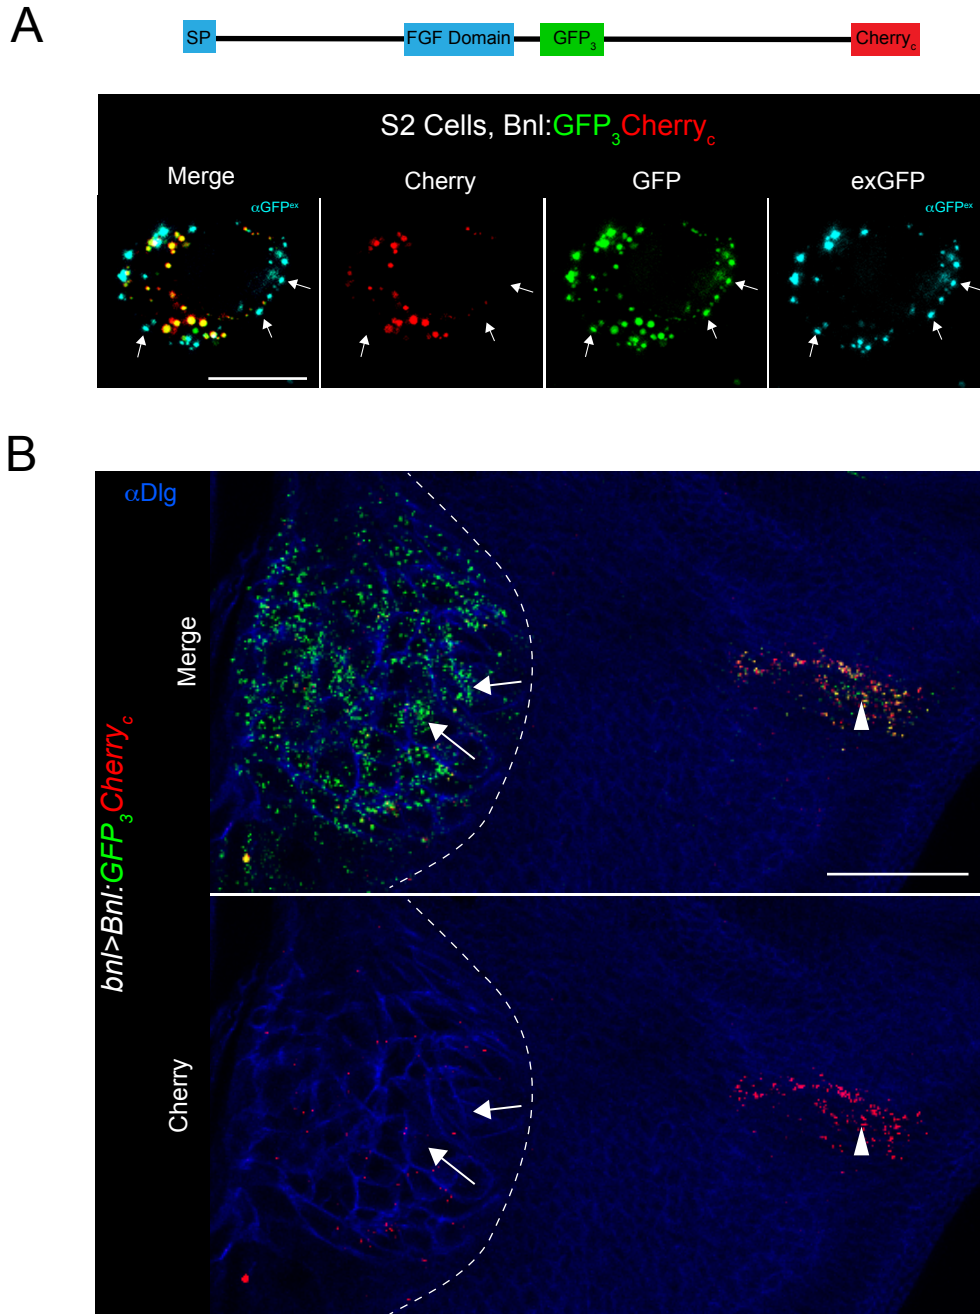 A
SP FGF Domain GFP3 Cherryc
S2 Cells, Bnl:GFP3Cherryc
Merge Cherry GFP exGFP
αGFPex αGFPex
B
αDlg
Merge
bnl>Bnl:GFP3Cherryc
Cherry